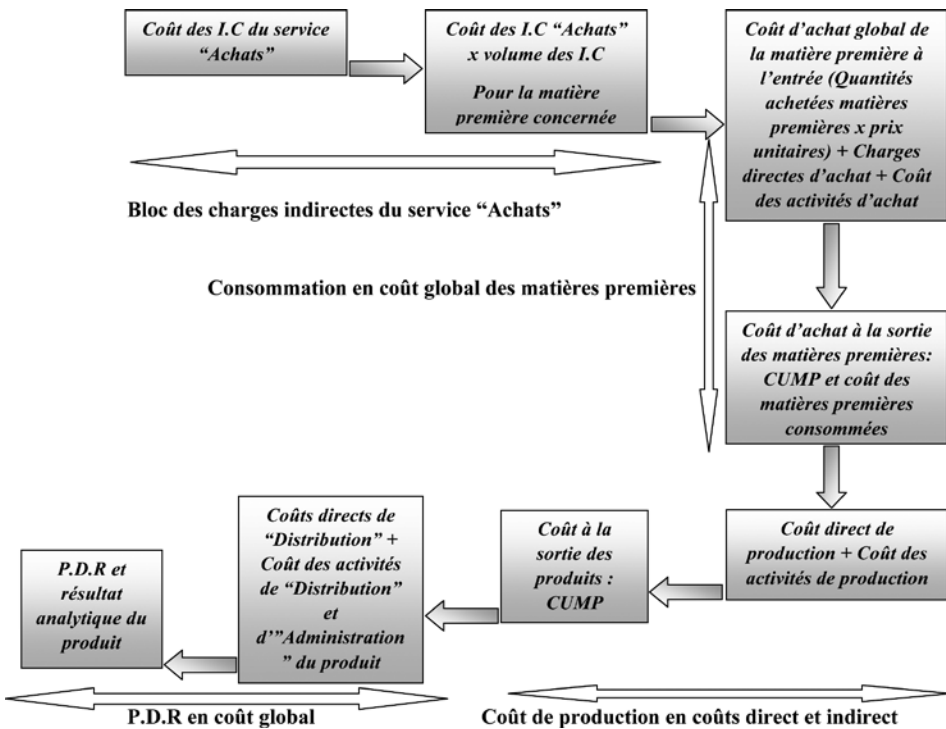 Coût des I.C du service
“Achats”
Coût des I.C “Achats”
x volume des I.C
Pour la matière
première concernée
Coût d’achat global de
la matière première à
l’entrée (Quantités
achetées matières
premières x prix
unitaires) + Charges
directes d’achat + Coût
des activités d’achat
Bloc des charges indirectes du service “Achats”
Consommation en coût global des matières premières
Coût d’achat à la sortie
des matières premières:
CUMP et coût des
matières premières
consommées
Coût direct de
production + Coût des
activités de production
Coût à la
sortie des
produits :
CUMP
Coûts directs de
“Distribution” +
Coût des activités
de “Distribution”
et
d’”Administration
” du produit
P.D.R et
résultat
analytique du
produit
P.D.R en coût global
Coût de production en coûts direct et indirect